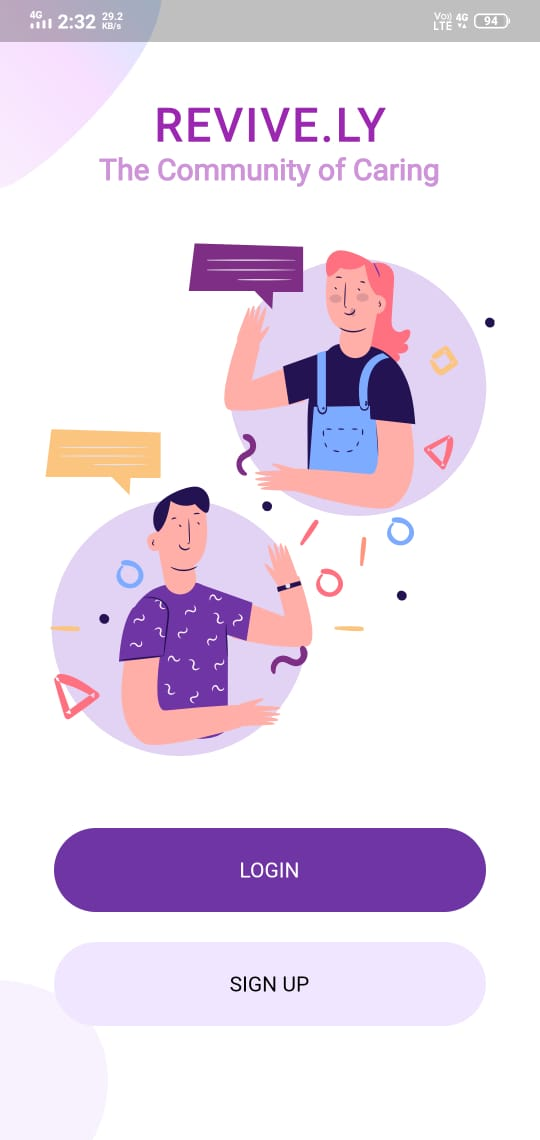 4G 2:32 29.2 KB/s Vo)) LTE 4G 94
REVIVE.LY
The Community of Caring
LOGIN
SIGN UP